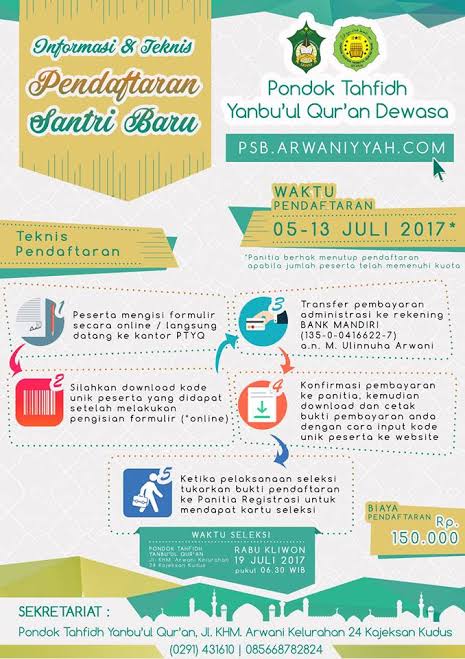 Informasi & Teknis
Pendaftaran
Santri Baru
Pondok Tahfidh
Yanbu'ul Qur'an Dewasa
PSB.ARWANIYYAH.COM
WAKTU
PENDAFTARAN
05-13 JULI 2017*
*Panitia berhak menutup pendaftaran
apabila jumlah peserta telah memenuhi kuota
Teknis
Pendaftaran
1
Peserta mengisi formulir
secara online / langsung
datang ke kantor PTYQ
2
Silahkan download kode
unik peserta yang didapat
setelah melakukan
pengisian formulir (*online)
3
Transfer pembayaran
administrasi ke rekening
BANK MANDIRI
(135-0-0416622-7)
a.n. M. Ulinnuha Arwani
4
Konfirmasi pembayaran
ke panitia, kemudian
download dan cetak
bukti pembayaran anda
dengan cara input kode
unik peserta ke website
5
Ketika pelaksanaan seleksi
tukarkan bukti pendaftaran
ke Panitia Registrasi untuk
mendapat kartu seleksi
BIAYA
PENDAFTARAN
Rp.
150.000
WAKTU SELEKSI
PONDOK TAHFIDH
YANBU'UL QUR'AN
Jl. KHM. Arwani Kelurahan
24 Kajeksan Kudus
RABU KLIWON
19 JULI 2017
pukul 06.30 WIB
SEKRETARIAT :
Pondok Tahfidh Yanbu'ul Qur'an, Jl. KHM. Arwani Kelurahan 24 Kajeksan Kudus
(0291) 431610 | 085668782824